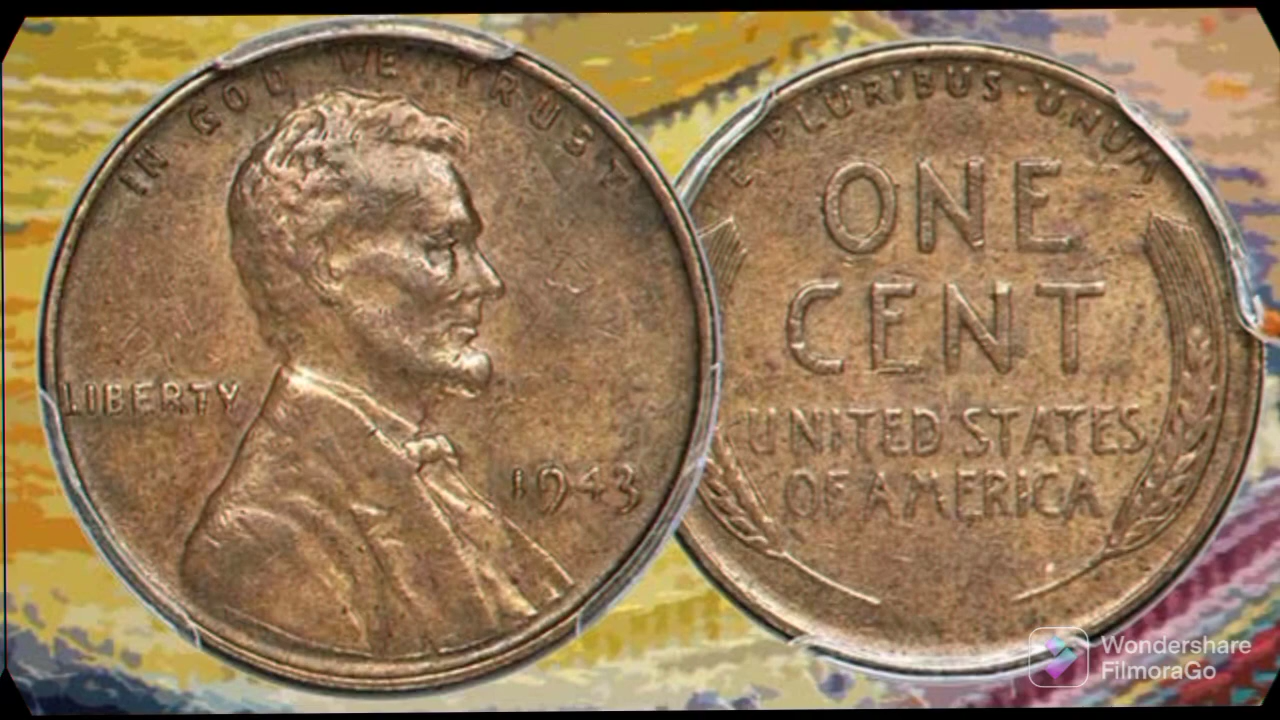 IN GOD WE TRUST
LIBERTY
1943
E·PLURIBUS·UNUM
ONE
CENT
UNITED STATES
OF AMERICA
Wondershare
FilmoraGo